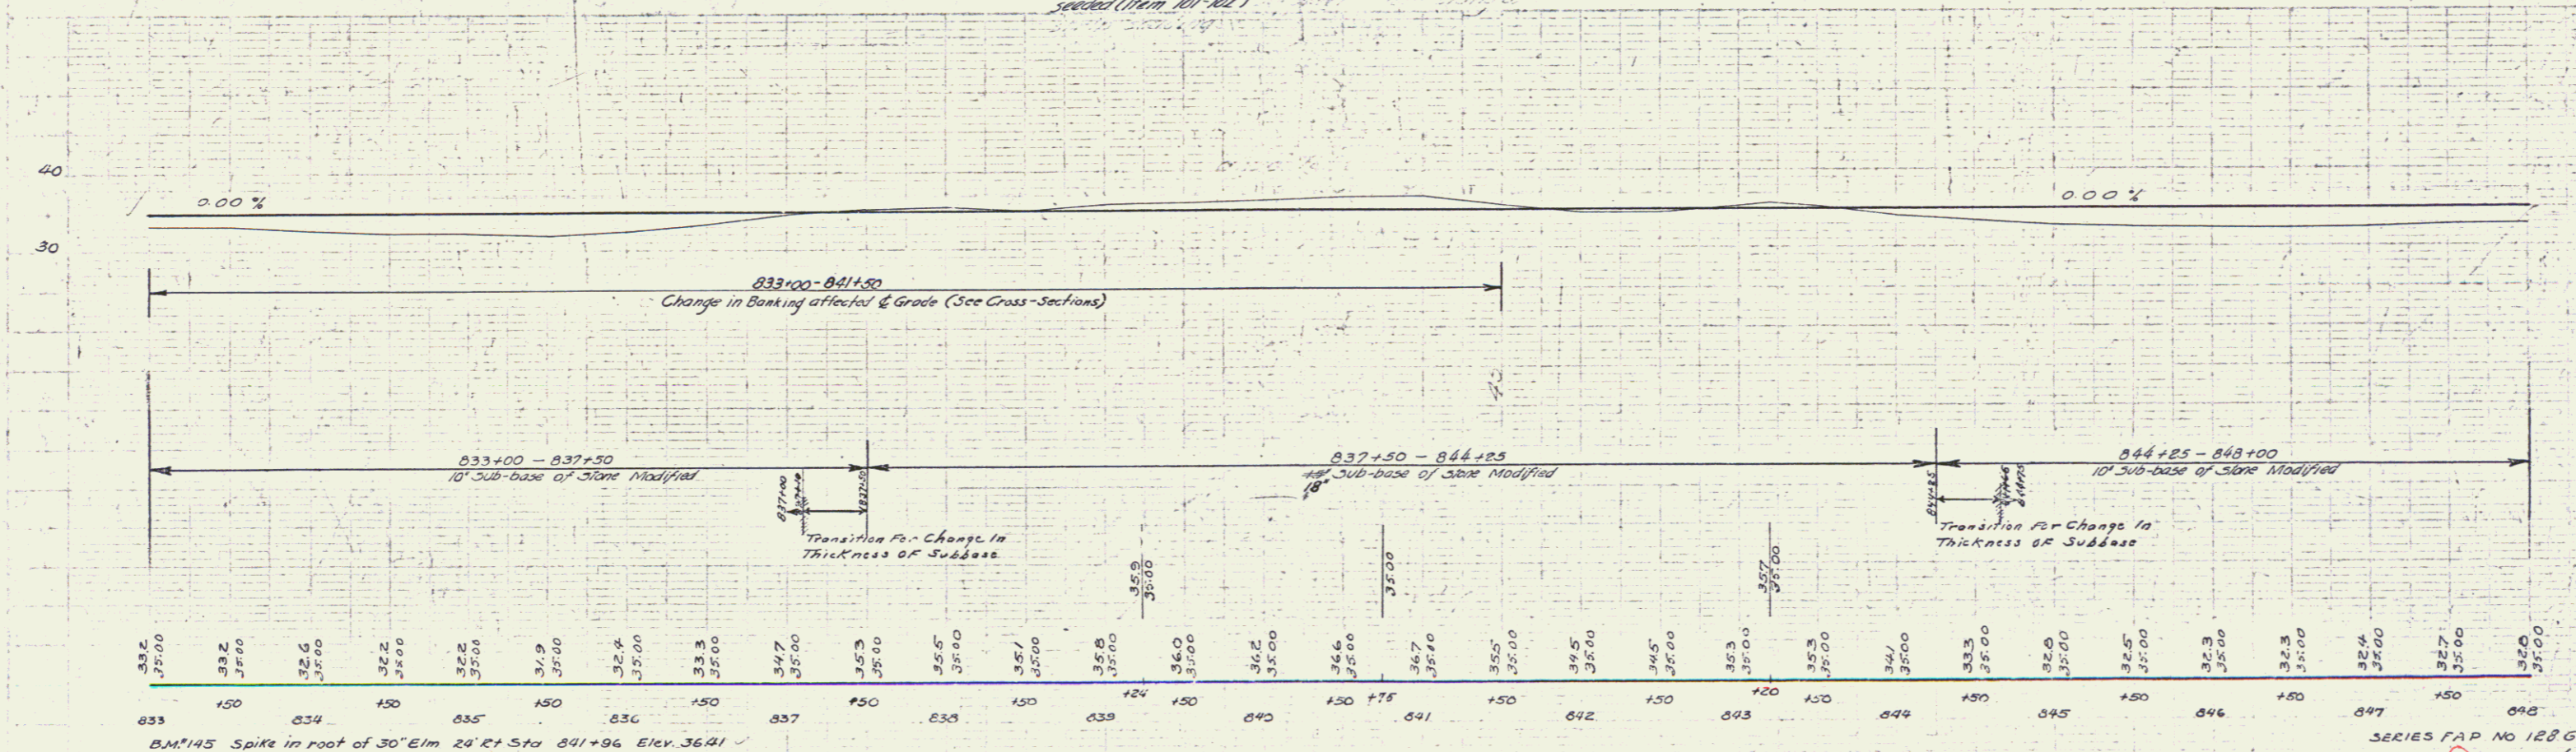 seeded (Item 101-102)
40
0.00 %
0.00 %
30
833+00-841+50
Change in Banking affected ℄ Grade (See Cross-Sections)
40
833+00 — 837+50
10" Sub-base of Stone Modified
837+50 — 844+25
Sub-base of Stone Modified
18"
844+25 - 848+00
10" Sub-base of Stone Modified
837+00
837+50
844+25
844+75
Transition For Change In
Thickness Of Subbase
Transition For Change In
Thickness Of Subbase
35.9
35.00
35.00
35.7
35.00
33.2 33.2 32.6 32.2 32.2 31.9 32.4 33.3 34.7 35.3 35.5 35.1 35.8 36.0 36.2 36.6 36.7 35.5 34.5 34.5 35.3 35.3 34.1 33.3 32.8 32.5 32.3 32.3 32.4 32.7 32.8
35.00 35.00 35.00 35.00 35.00 35.00 35.00 35.00 35.00 35.00 35.00 35.00 35.00 35.00 35.00 35.00 35.00 35.00 35.00 35.00 35.00 35.00 35.00 35.00 35.00 35.00 35.00 35.00 35.00 35.00 35.00
+50 +50 +50 +50 +50 +50 +24 +50 +50 +75 +50 +50 +20 +50 +50 +50 +50 +50
833 834 835 836 837 838 839 840 841 842 843 844 845 846 847 848
B.M.#145 Spike in root of 30" Elm 24' Rt Sta 841+96 Elev. 36.41
SERIES F.A.P. NO 128